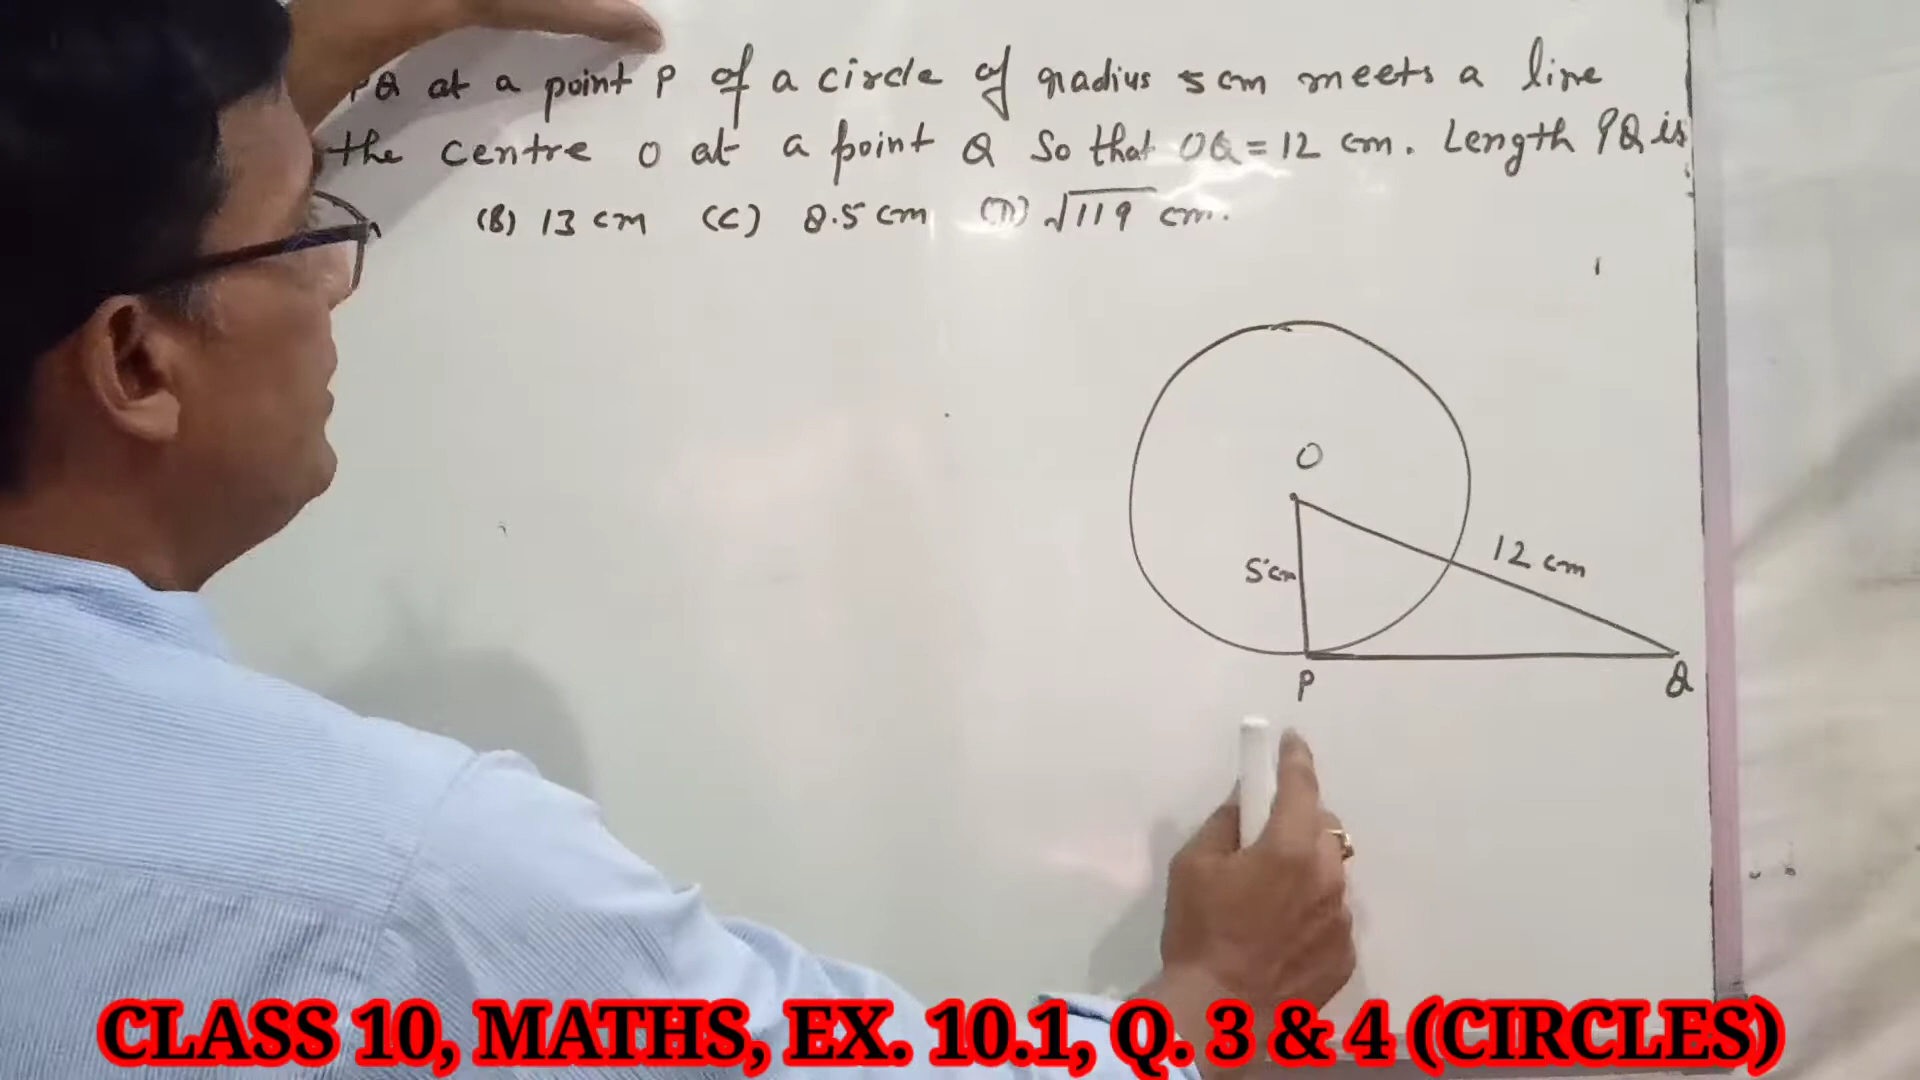 PQ at a point P of a circle of radius 5 cm meets a line
the centre O at a point Q so that OQ = 12 cm. Length PQ is
(B) 13 cm (C) 8.5 cm (D) √119 cm.
O
5cm
12 cm
P
Q
CLASS 10, MATHS, EX. 10.1, Q. 3 & 4 (CIRCLES)